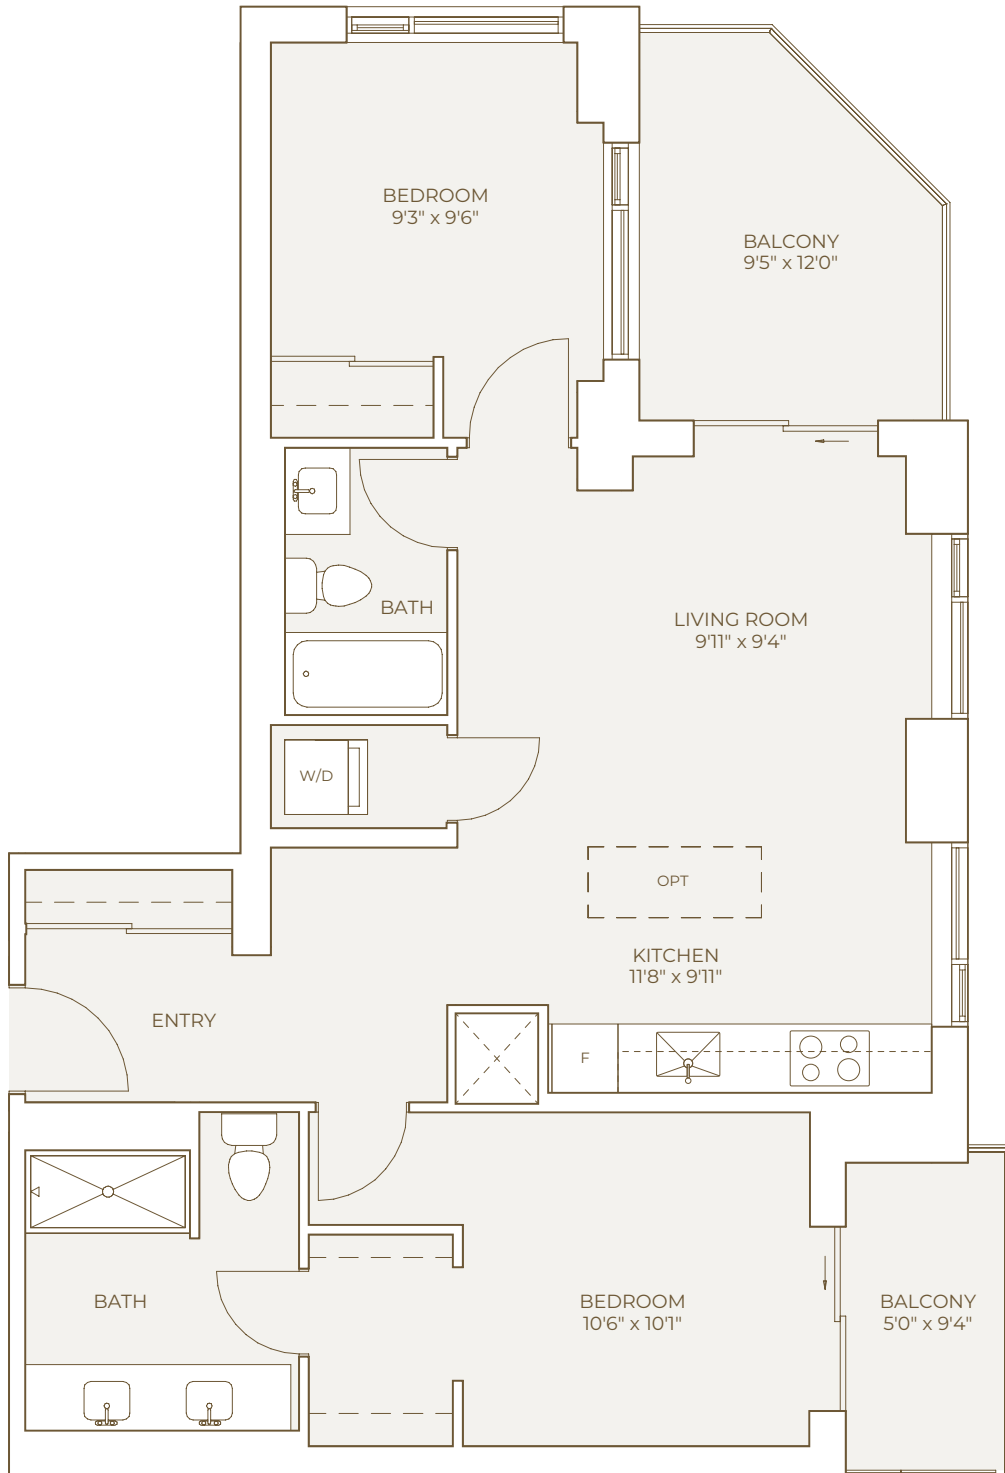 BEDROOM
9'3" x 9'6"
BALCONY
9'5" x 12'0"
BATH
LIVING ROOM
9'11" x 9'4"
W/D
OPT
KITCHEN
11'8" x 9'11"
ENTRY
F
BATH
BEDROOM
10'6" x 10'1"
BALCONY
5'0" x 9'4"